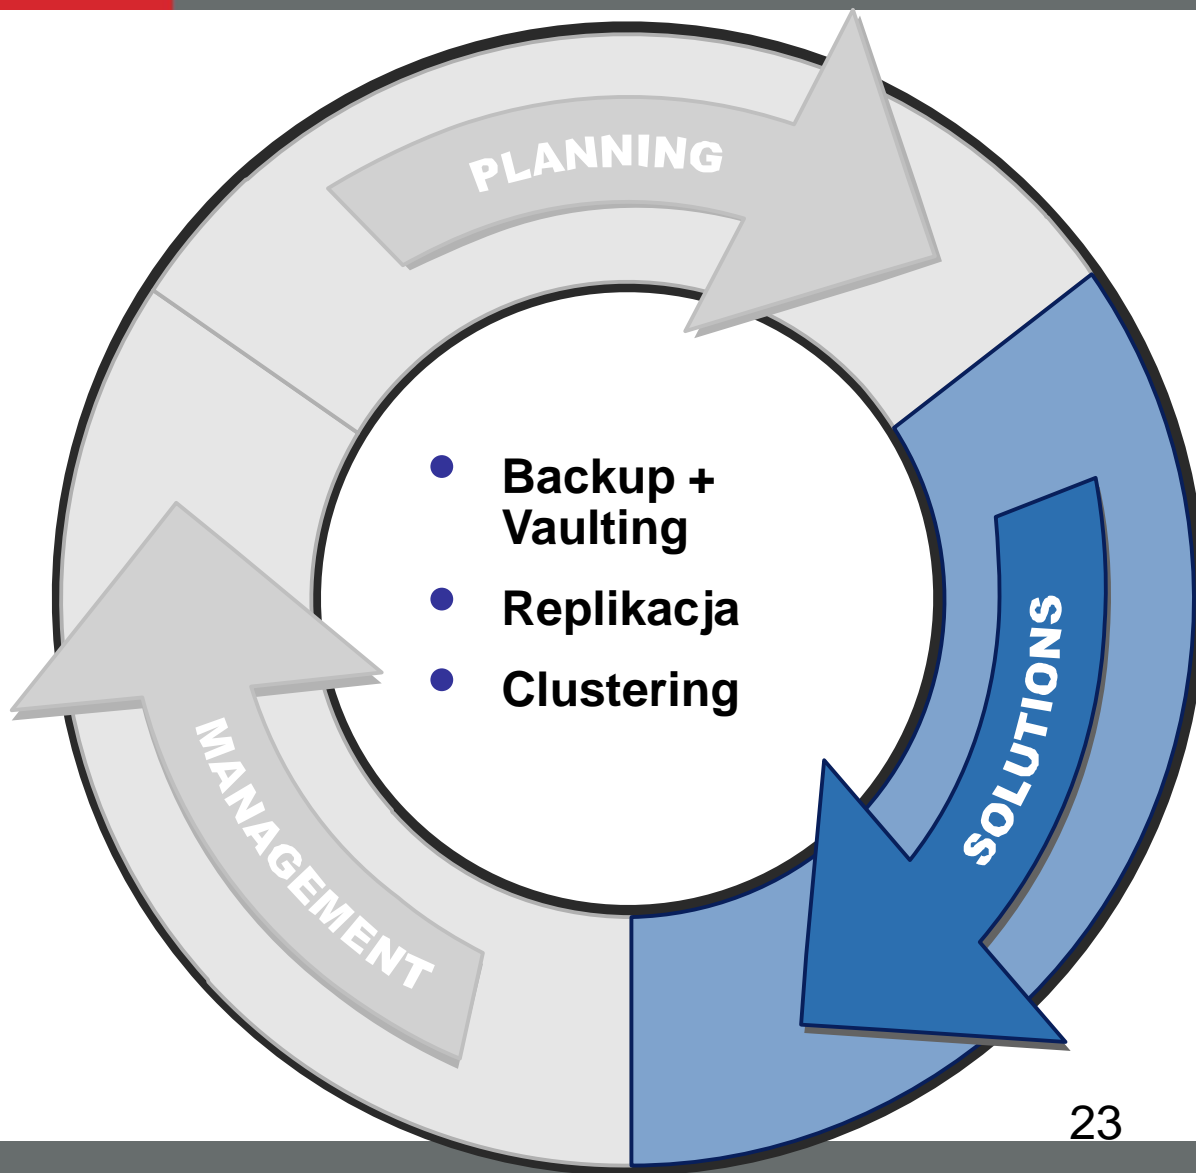 PLANNING
• Backup +
Vaulting
• Replikacja
• Clustering
SOLUTIONS
MANAGEMENT
23